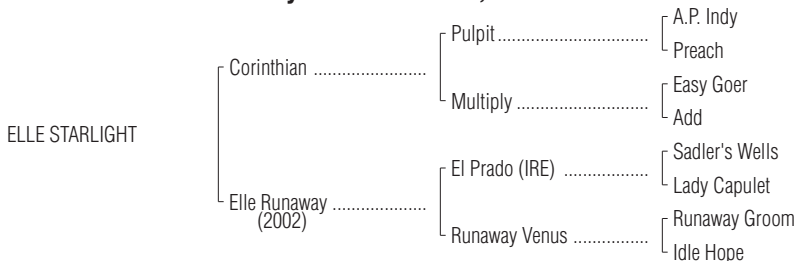 A.P. Indy
Pulpit
Preach
Corinthian
Easy Goer
Multiply
Add
ELLE STARLIGHT
Sadler's Wells
El Prado (IRE)
Lady Capulet
Elle Runaway
(2002)
Runaway Groom
Runaway Venus
Idle Hope